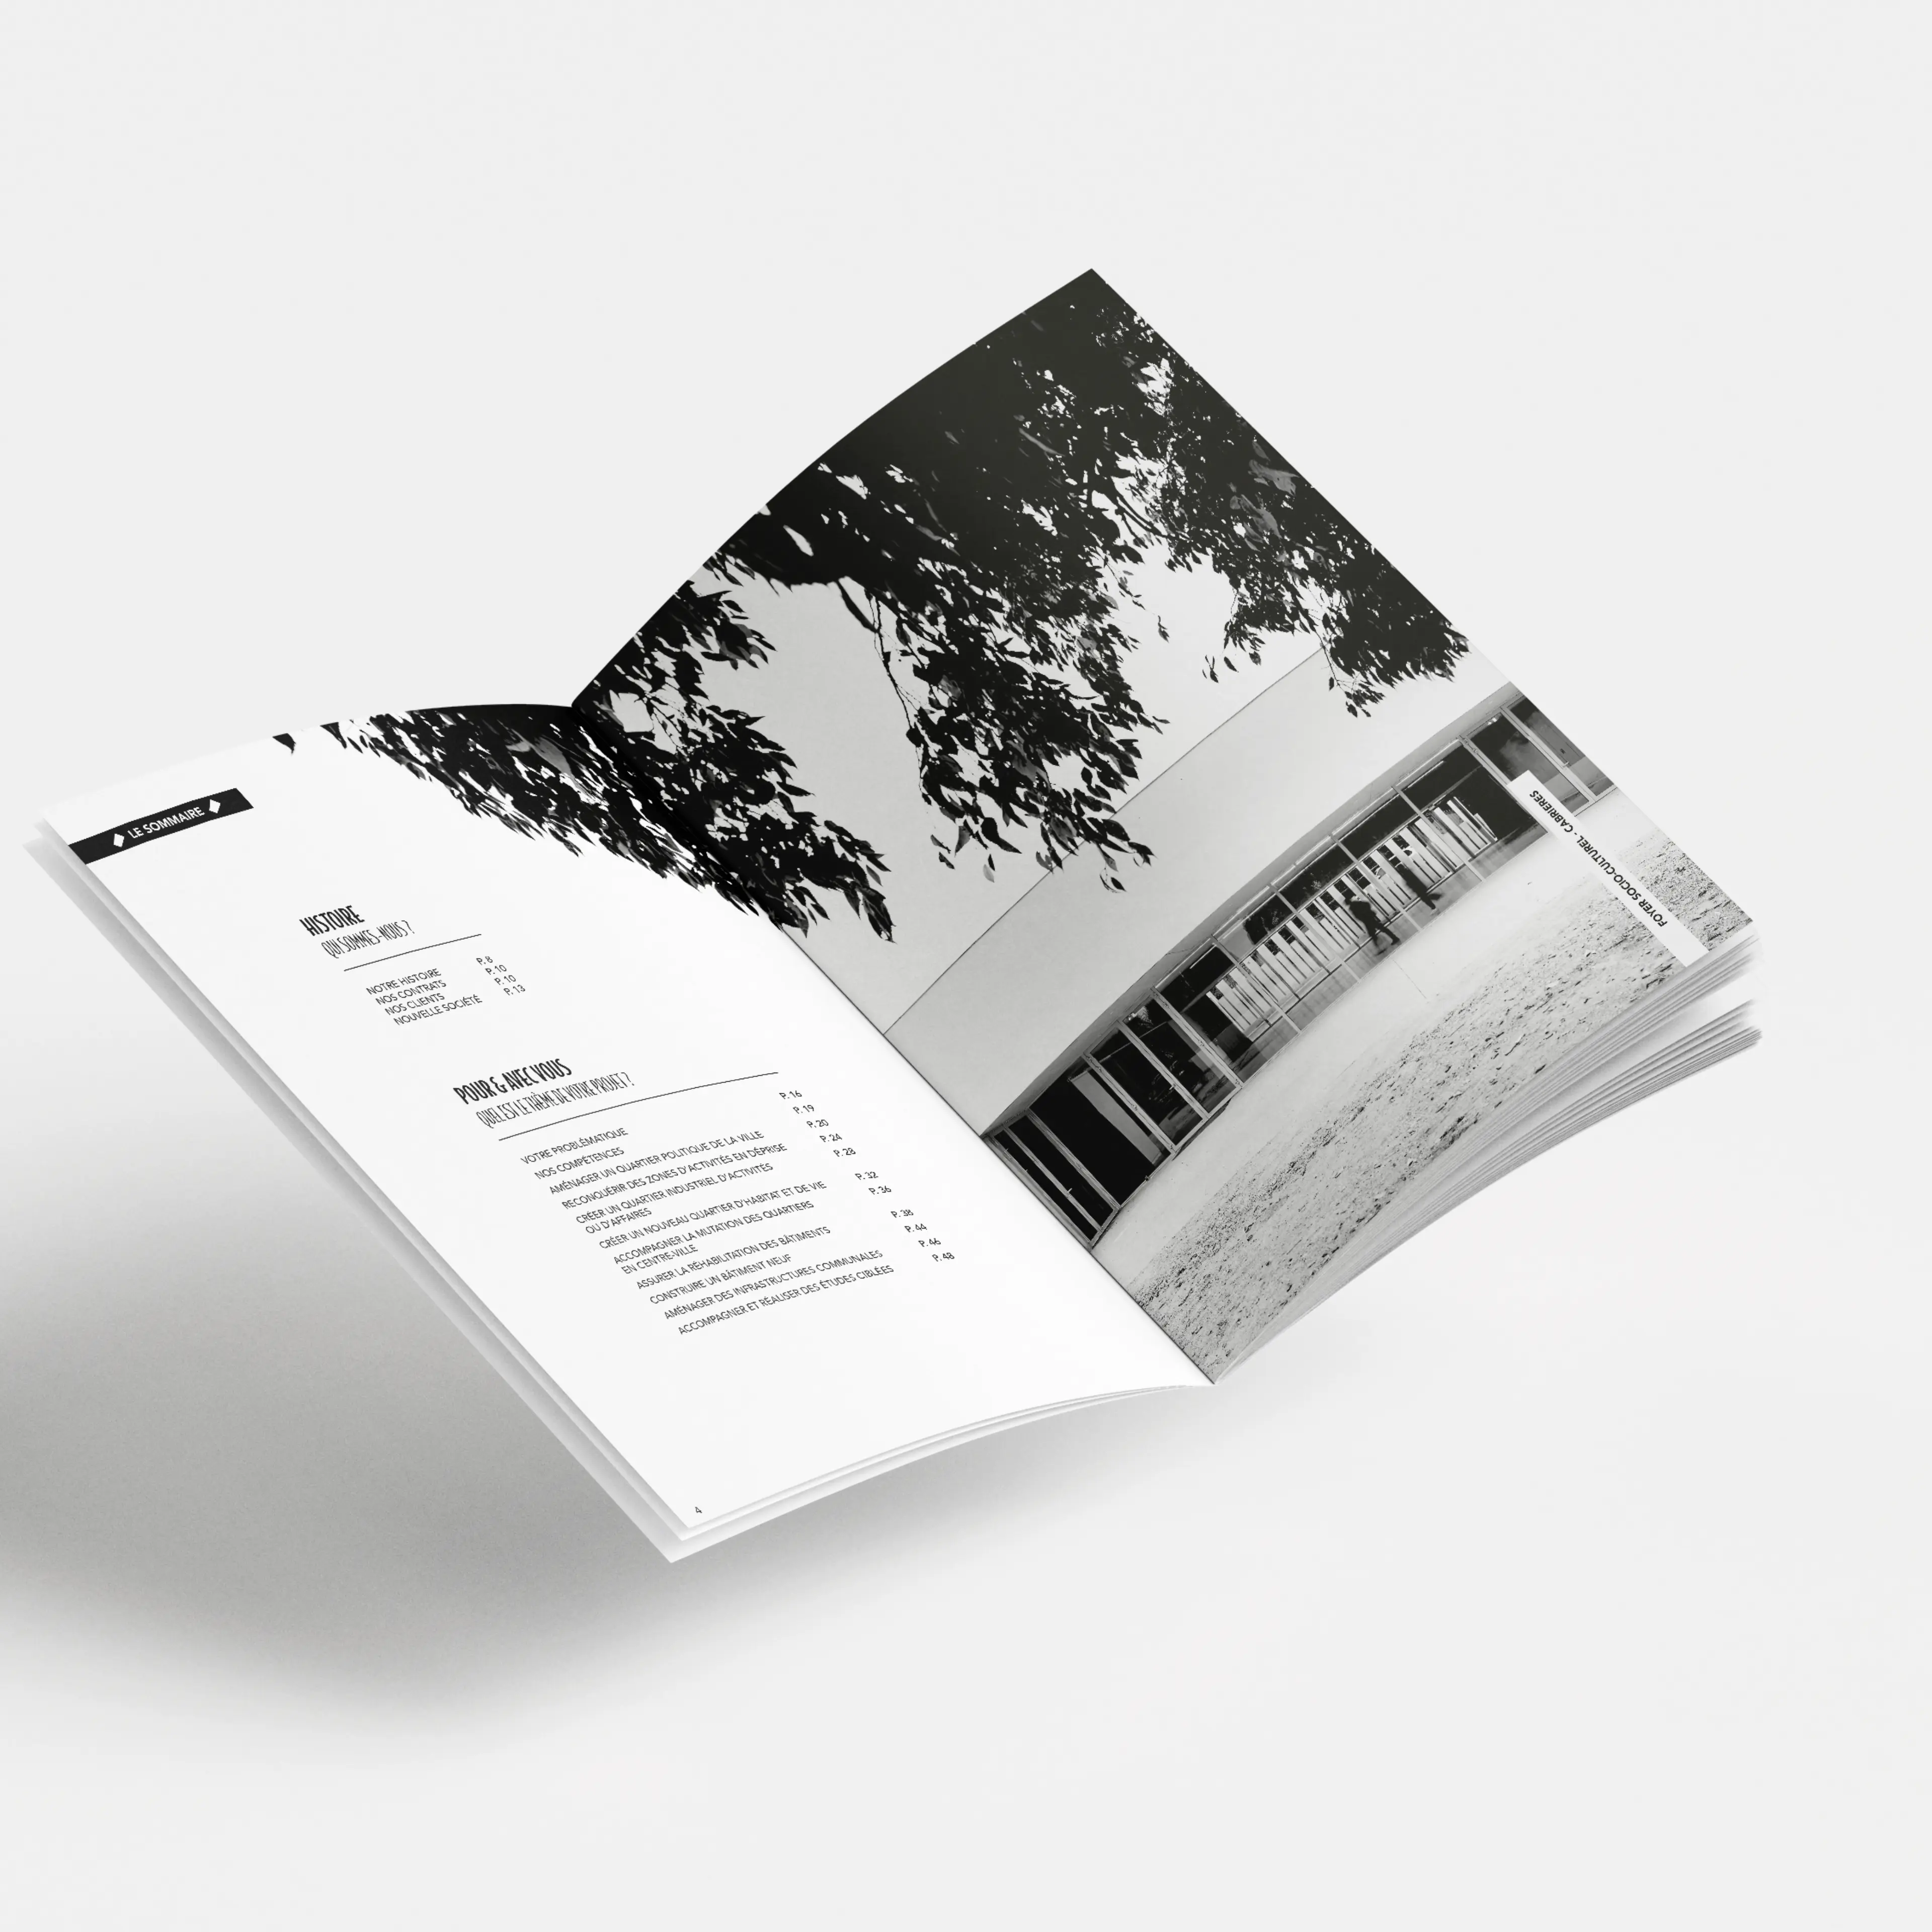 LE SOMMAIRE
HISTOIRE
QUI SOMMES-NOUS ?
NOTRE HISTOIRE P. 8
NOS CONTRATS P. 10
NOS CLIENTS P. 10
NOUVELLE SOCIÉTÉ P. 13
POUR & AVEC VOUS
QUEL EST LE THÈME DE VOTRE PROJET ?
VOTRE PROBLÉMATIQUE P. 16
NOS COMPÉTENCES P. 19
AMÉNAGER UN QUARTIER POLITIQUE DE LA VILLE P. 20
RECONQUÉRIR DES ZONES D'ACTIVITÉS EN DÉPRISE P. 24
CRÉER UN QUARTIER INDUSTRIEL D'ACTIVITÉS P. 28
OU D'AFFAIRES
CRÉER UN NOUVEAU QUARTIER D'HABITAT ET DE VIE P. 32
ACCOMPAGNER LA MUTATION DES QUARTIERS P. 36
EN CENTRE-VILLE
ASSURER LA RÉHABILITATION DES BÂTIMENTS P. 38
CONSTRUIRE UN BÂTIMENT NEUF P. 44
AMÉNAGER DES INFRASTRUCTURES COMMUNALES P. 46
ACCOMPAGNER ET RÉALISER DES ÉTUDES CIBLÉES P. 48
4
FOYER SOCIO-CULTUREL - CABRIÈRES